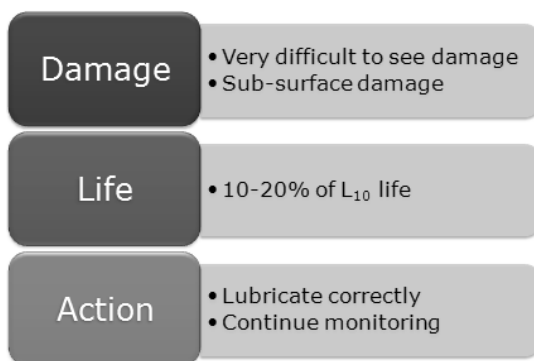 Damage
• Very difficult to see damage
• Sub-surface damage
Life
• 10-20% of L₁₀ life
Action
• Lubricate correctly
• Continue monitoring